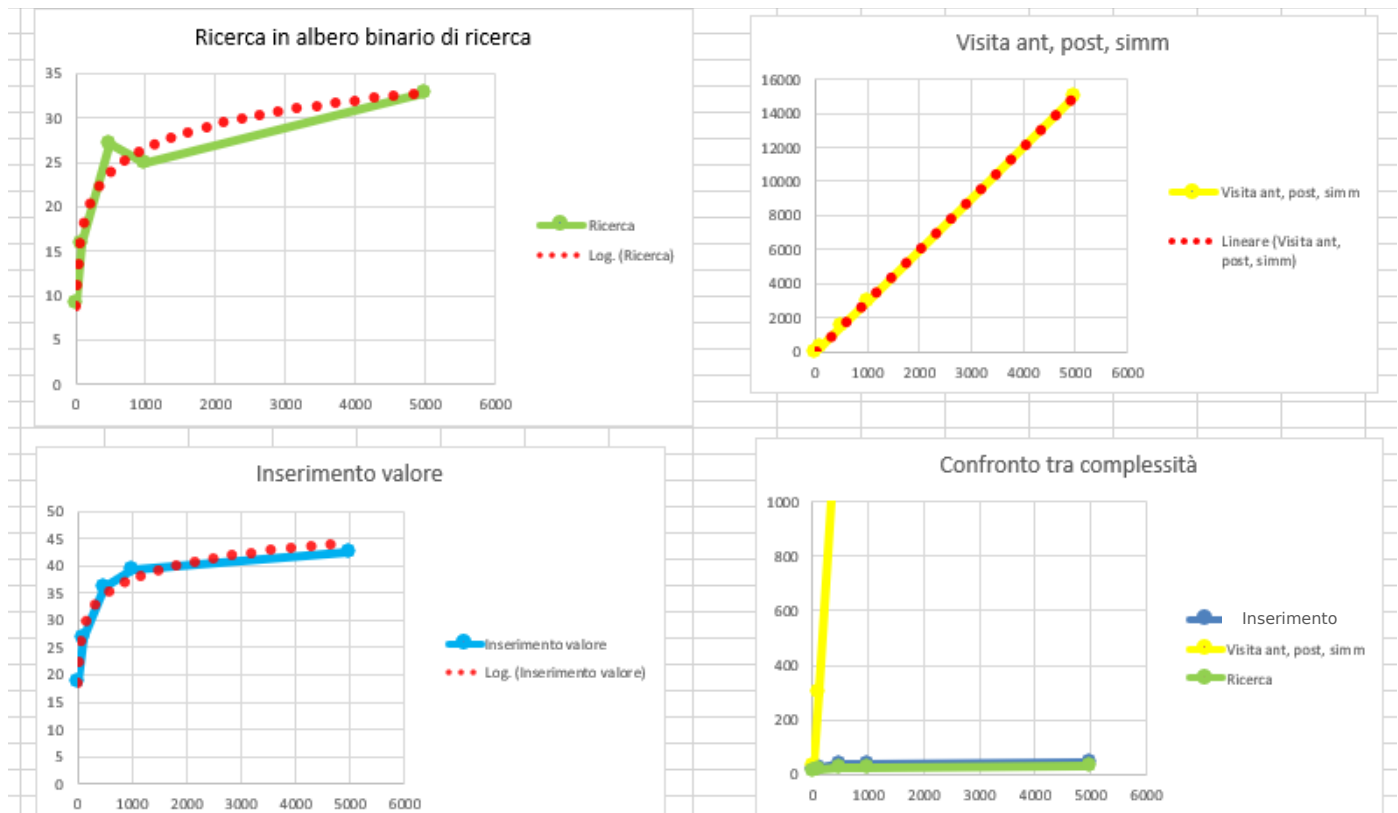 Ricerca in albero binario di ricerca
35
30
25
20
15
10
5
0
0 1000 2000 3000 4000 5000 6000
Ricerca
Log. (Ricerca)
Visita ant, post, simm
16000
14000
12000
10000
8000
6000
4000
2000
0
0 1000 2000 3000 4000 5000 6000
Visita ant, post, simm
Lineare (Visita ant,
post, simm)
Inserimento valore
50
45
40
35
30
25
20
15
10
5
0
0 1000 2000 3000 4000 5000 6000
Inserimento valore
Log. (Inserimento valore)
Confronto tra complessità
1000
800
600
400
200
0
0 1000 2000 3000 4000 5000 6000
Inserimento
Visita ant, post, simm
Ricerca